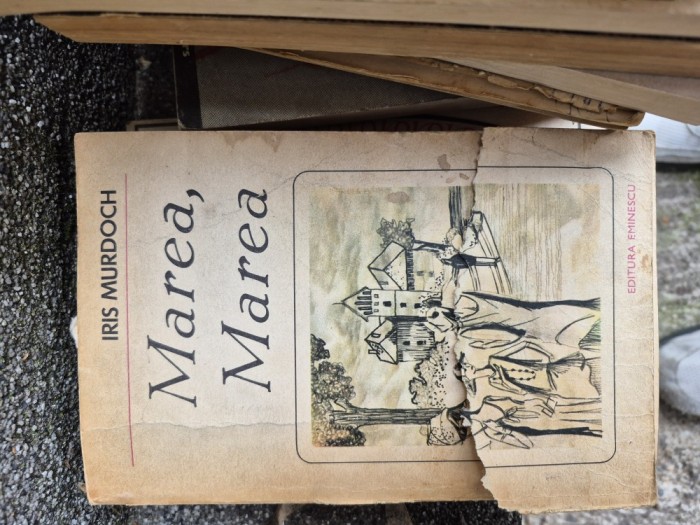 IRIS MURDOCH
Marea,
Marea
EDITURA EMINESCU